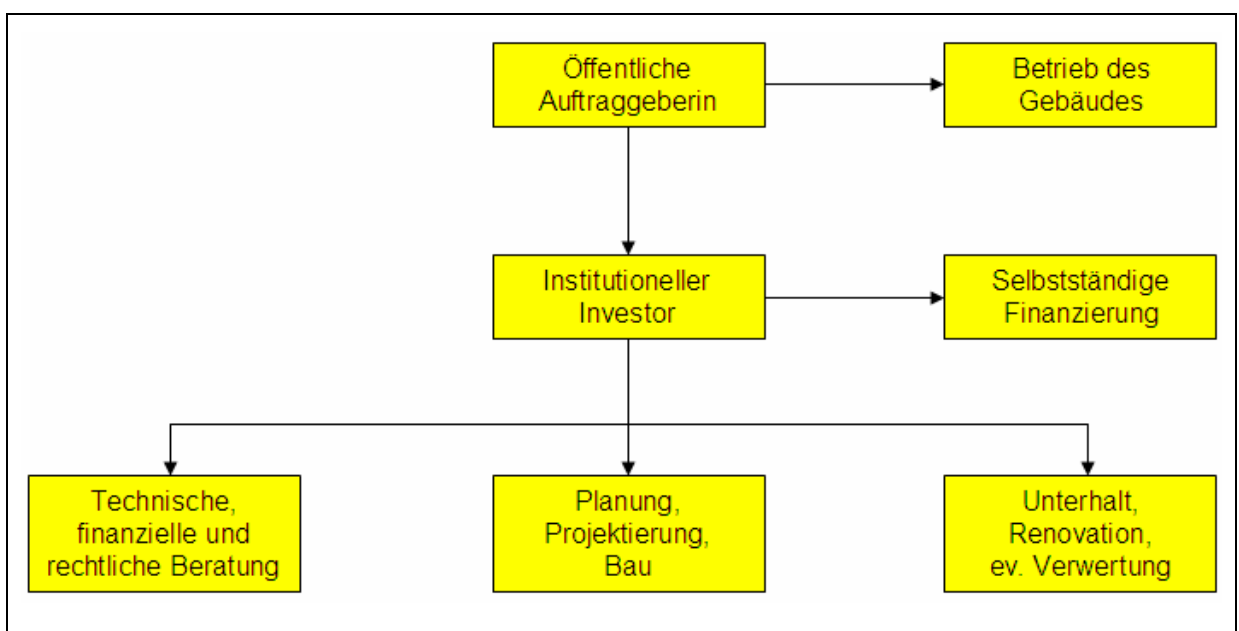 Öffentliche
Auftraggeberin
Betrieb des
Gebäudes
Institutioneller
Investor
Selbstständige
Finanzierung
Technische,
finanzielle und
rechtliche Beratung
Planung,
Projektierung,
Bau
Unterhalt,
Renovation,
ev. Verwertung